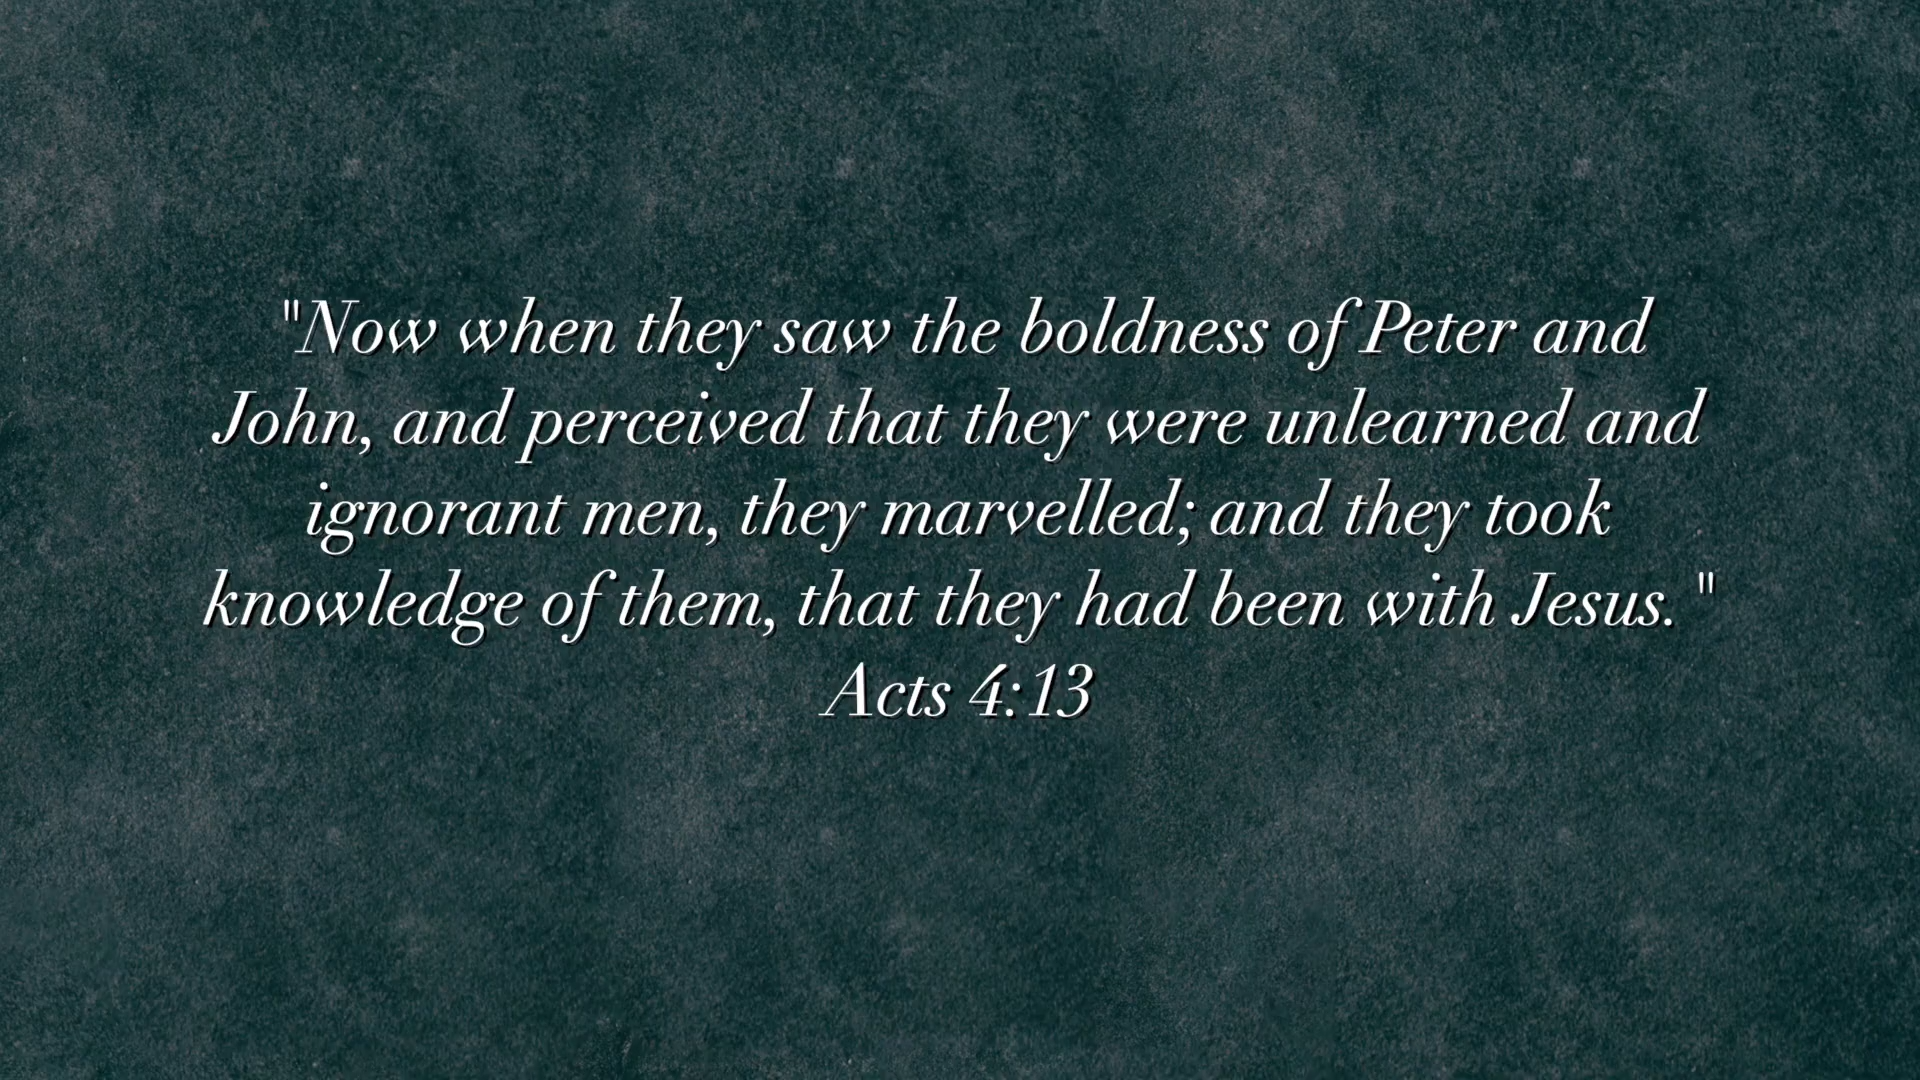 "Now when they saw the boldness of Peter and
John, and perceived that they were unlearned and
ignorant men, they marvelled; and they took
knowledge of them, that they had been with Jesus. "
Acts 4:13